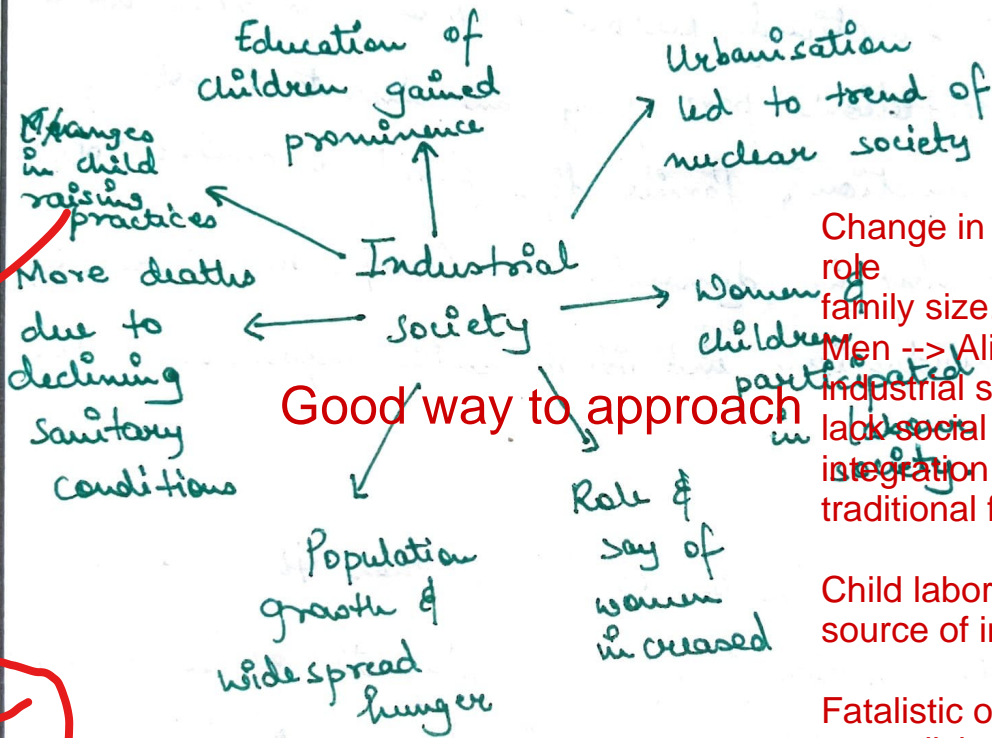 Education of
children gained
prominence
Urbanisation
led to trend of
nuclear society
Changes
in child
raising
practices
More deaths
due to
declining
sanitary
conditions
Industrial
society
Women &
children
participated
in labour
society.
Population
growth &
widespread
hunger
Role &
say of
women
increased
Good way to approach
Change in
role
family size
Men -->
industrial
lack social
integration
traditional
Child labor
source of
Fatalistic